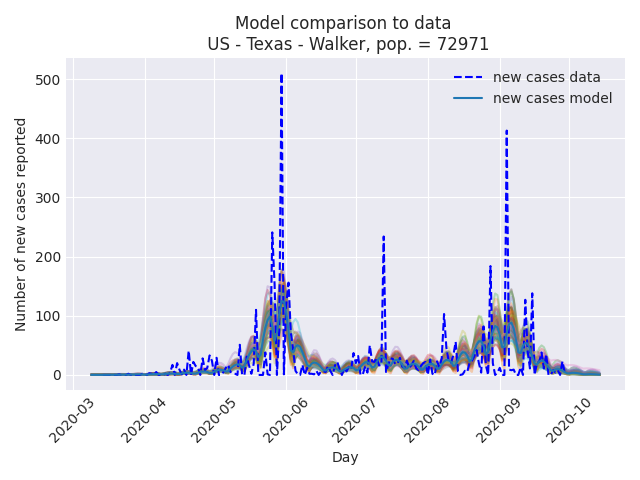 Model comparison to data
US - Texas - Walker, pop. = 72971
new cases data
new cases model
Number of new cases reported
500
400
300
200
100
0
2020-03
2020-04
2020-05
2020-06
2020-07
2020-08
2020-09
2020-10
Day